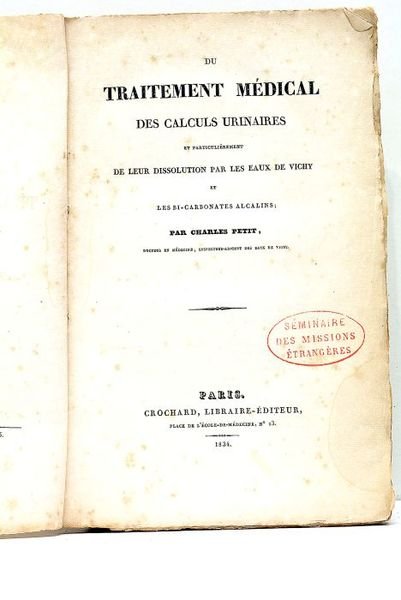 DU
TRAITEMENT MÉDICAL
DES CALCULS URINAIRES
ET PARTICULIÈREMENT
DE LEUR DISSOLUTION PAR LES EAUX DE VICHY
ET
LES BI-CARBONATES ALCALINS;
PAR CHARLES PETIT,
DOCTEUR EN MÉDECINE, INSPECTEUR-ADJOINT DES EAUX DE VICHY.
SÉMINAIRE
DES MISSIONS
ÉTRANGÈRES
PARIS.
CROCHARD, LIBRAIRE-ÉDITEUR,
PLACE DE L'ÉCOLE-DE-MÉDECINE, N° 13.
1834.